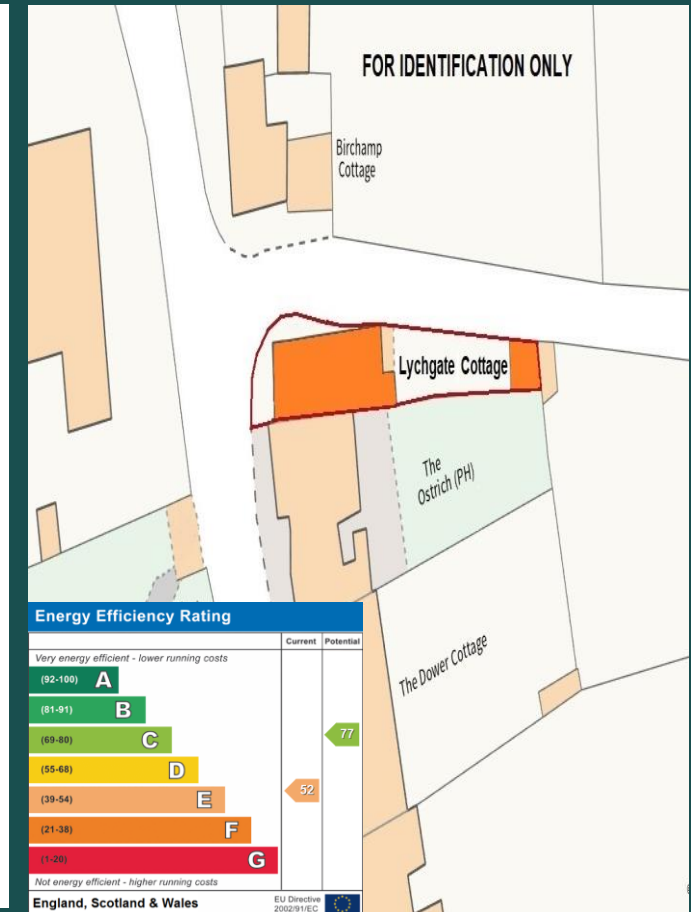 FOR IDENTIFICATION ONLY
Birchamp
Cottage
Lychgate Cottage
The
Ostrich (PH)
The Dower Cottage
Energy Efficiency Rating
Current Potential
Very energy efficient - lower running costs
(92-100) A
(81-91) B
(69-80) C
77
(55-68) D
(39-54) E
52
(21-38) F
(1-20) G
Not energy efficient - higher running costs
England, Scotland & Wales
EU Directive
2002/91/EC